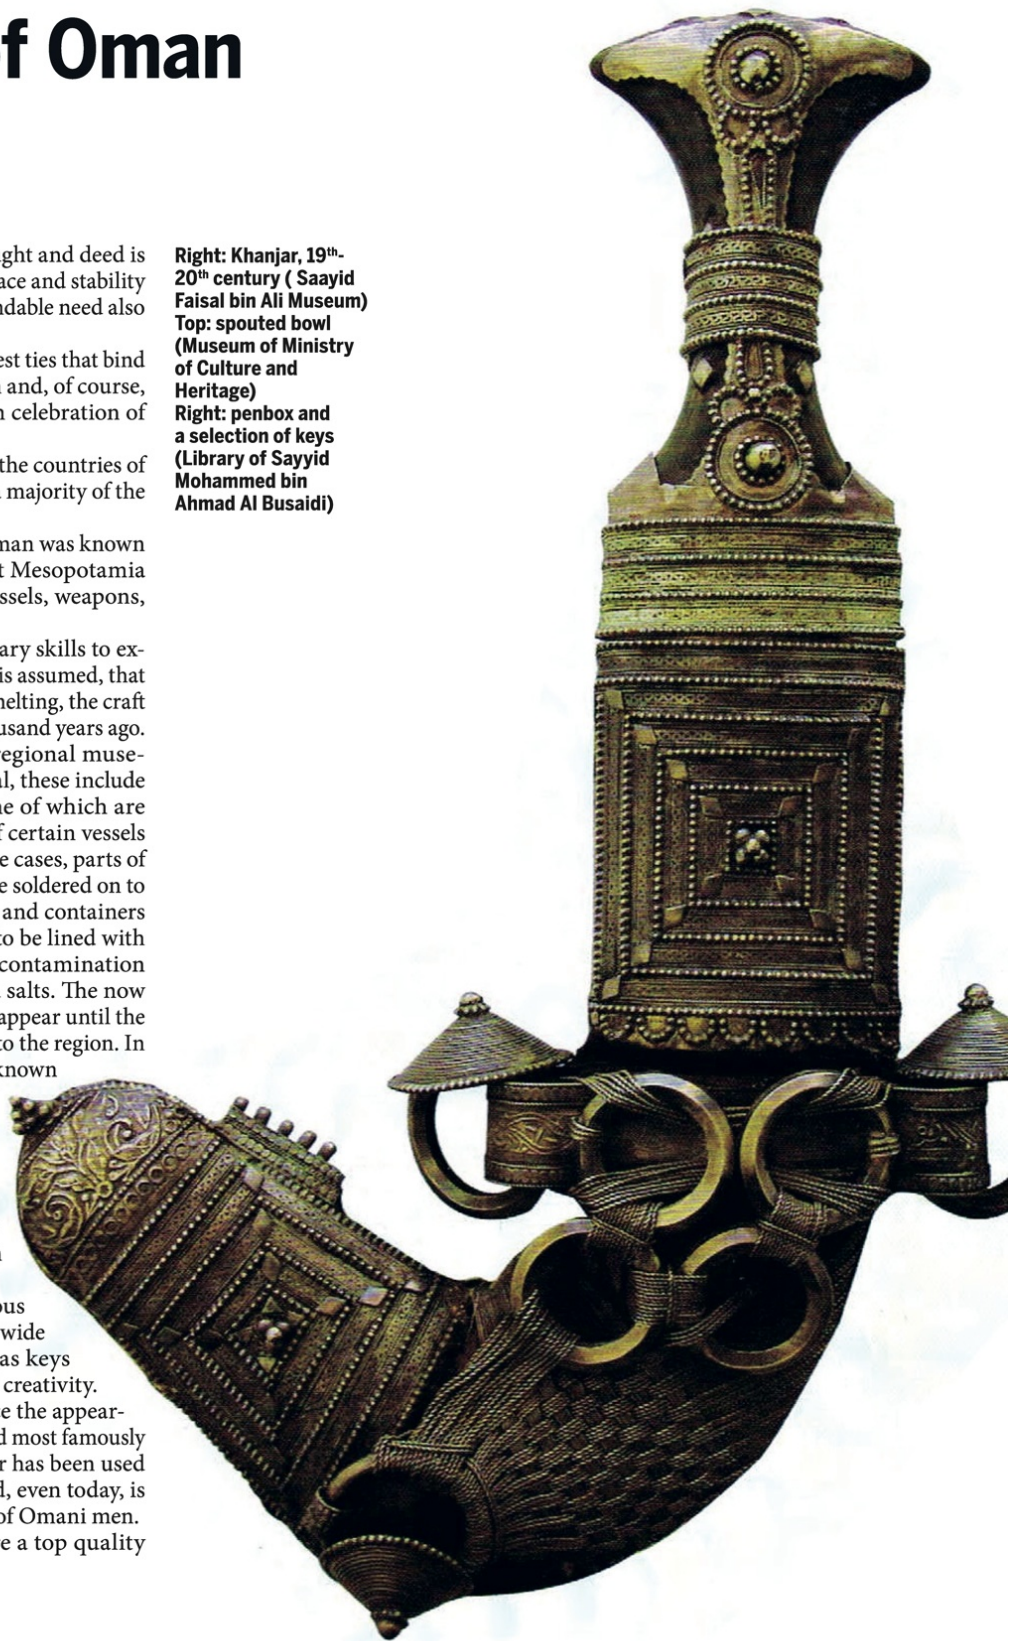 of Oman
ght and deed is
ace and stability
ndable need also
est ties that bind
and, of course,
celebration of
the countries of
majority of the
man was known
t Mesopotamia
ssels, weapons,
ary skills to ex-
is assumed, that
nelting, the craft
usand years ago.
regional muse-
al, these include
ne of which are
f certain vessels
e cases, parts of
e soldered on to
and containers
to be lined with
contamination
salts. The now
appear until the
to the region. In
known
ous
wide
as keys
creativity.
e the appear-
d most famously
r has been used
d, even today, is
of Omani men.
e a top quality
Right: Khanjar, 19th-
20th century ( Saayid
Faisal bin Ali Museum)
Top: spouted bowl
(Museum of Ministry
of Culture and
Heritage)
Right: penbox and
a selection of keys
(Library of Sayyid
Mohammed bin
Ahmad Al Busaidi)